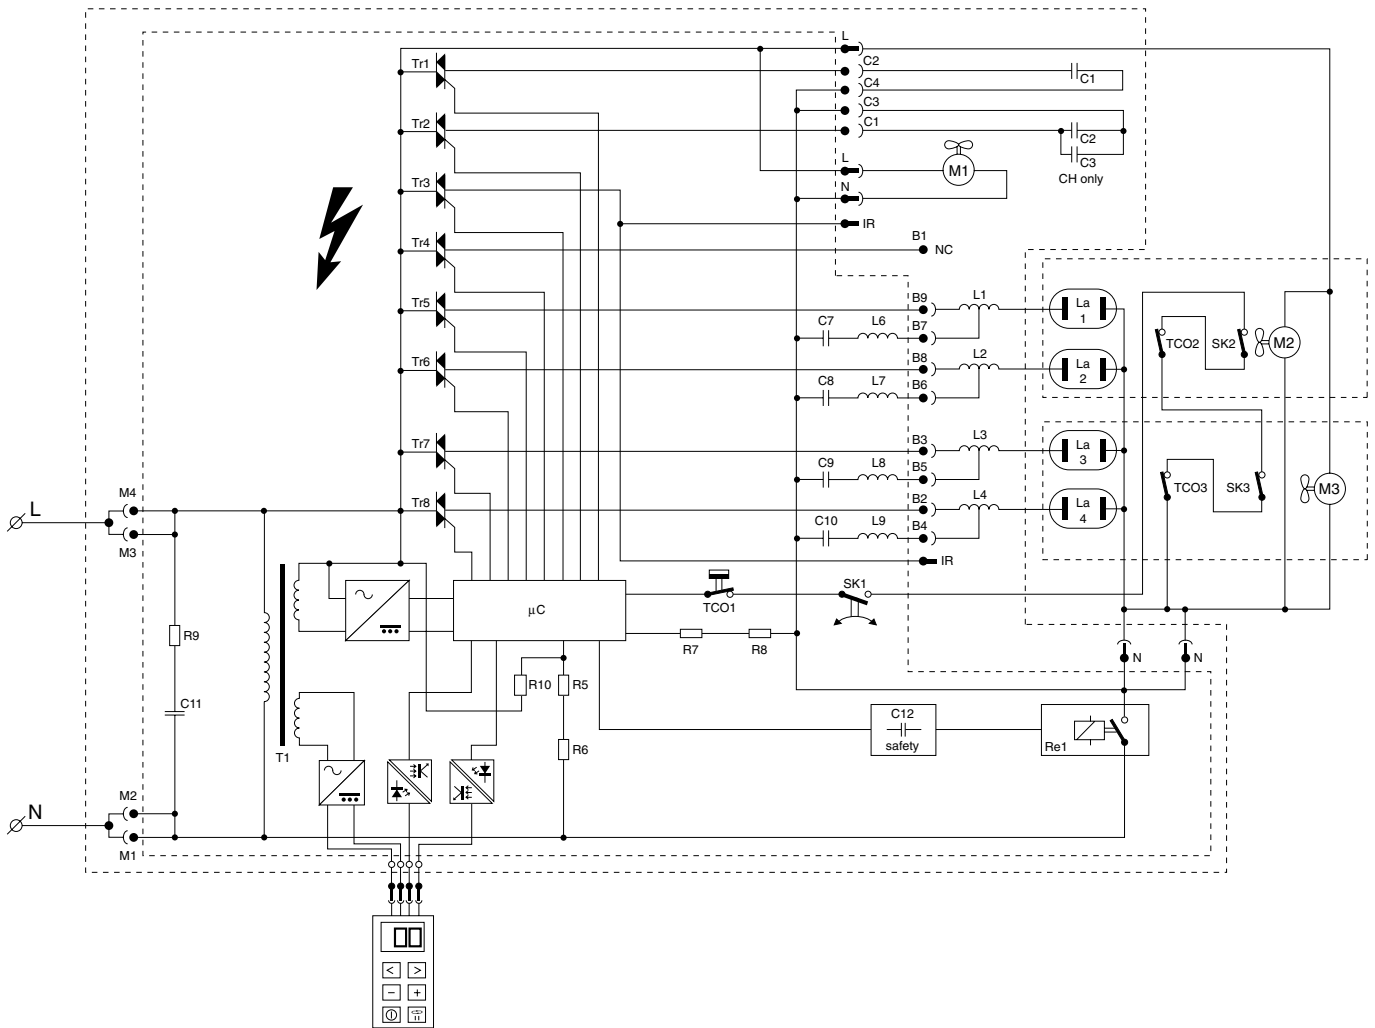 L
C2
Tr1
C4
C1
C3
C1
Tr2
C2
C3
CH only
L
M1
Tr3
N
IR
B1
NC
Tr4
B9
L1
La
1
Tr5
C7
L6
B7
TCO2
SK2
M2
B8
L2
La
2
Tr6
C8
L7
B6
B3
L3
La
3
Tr7
C9
L8
B5
TCO3
SK3
M3
M4
Tr8
B2
L4
La
4
L
C10
L9
B4
M3
IR
µC
TCO1
SK1
R9
R7
R8
N
N
R10
R5
C11
C12
safety
Re1
R6
T1
M2
N
M1
00
<
>
−
+